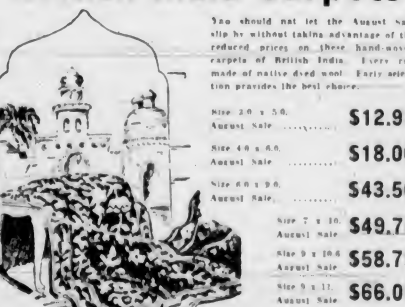 You should not let the August Sa
slip by without taking advantage of th
reduced prices on these hand-wov
carpets of British India. Every r
made of native dyed wool. Early sele
tion provides the best choice.
Size 2.0 x 5.0,
August Sale .......... $12.9
Size 4.0 x 6.0,
August Sale .......... $18.0
Size 6.0 x 9.0,
August Sale .......... $43.5
Size 7 x 10,
August Sale .......... $49.7
Size 9 x 10.6
August Sale .......... $58.7
Size 9 x 11,
August Sale .......... $66.0